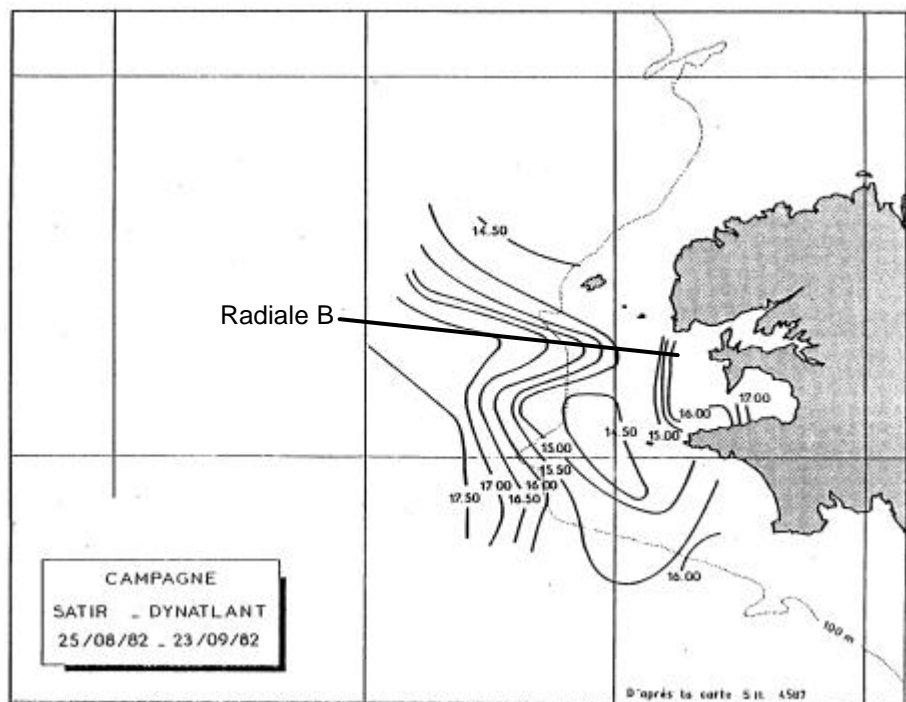 14.50
Radiale B
17.00
16.00
14.50
15.00
15.00
15.50
17.00
16.00
17.50
16.50
16.00
100 m
CAMPAGNE
SATIR _ DYNATLANT
25/08/82 _ 23/09/82
D'après la carte S.H. 4587